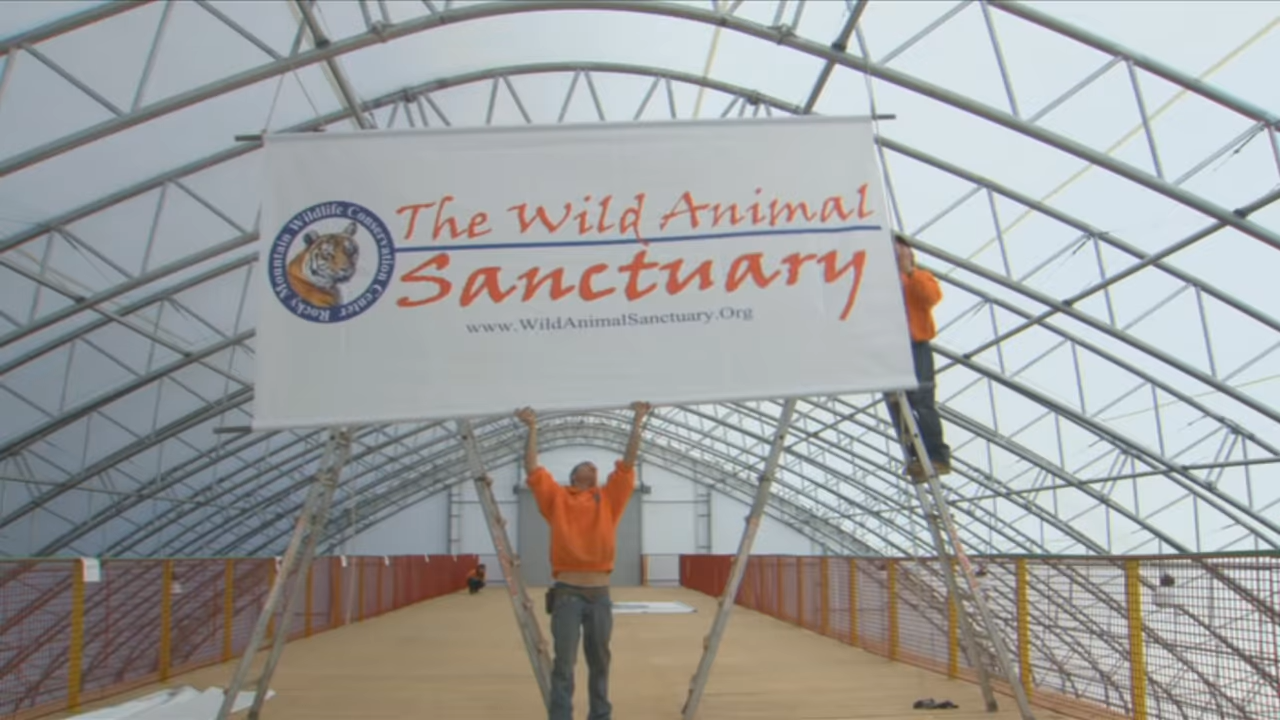 Rocky Mountain Wildlife Conservation Center
The Wild Animal
Sanctuary
www.WildAnimalSanctuary.Org